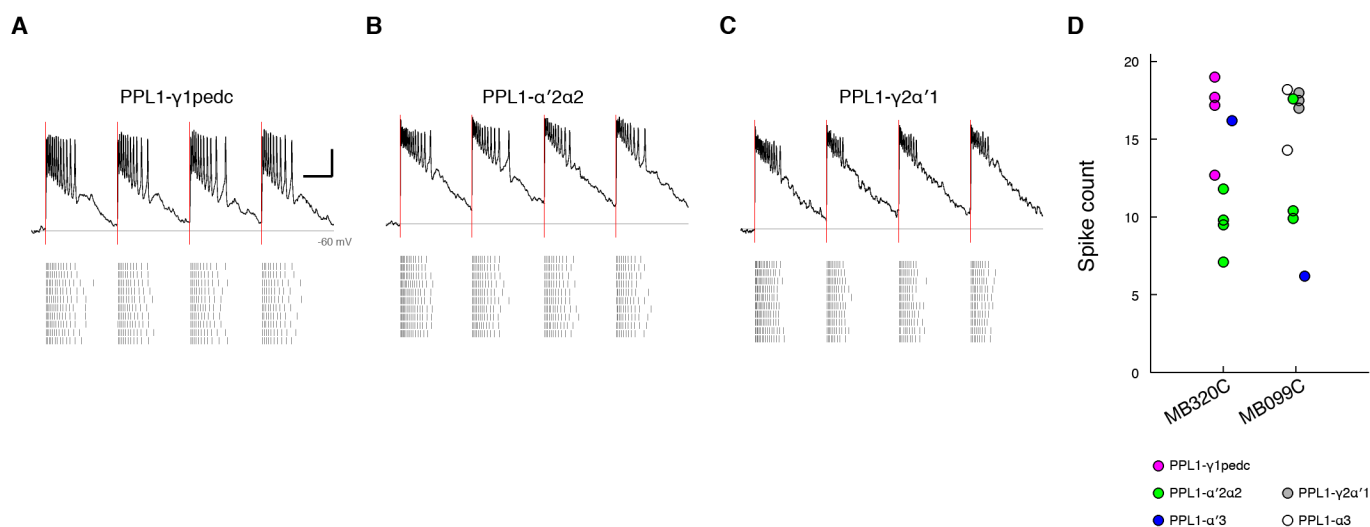 A
B
C
D
PPL1-γ1pedc
PPL1-α′2α2
PPL1-γ2α′1
-60 mV
Spike count
20
15
10
5
0
MB320C
MB099C
PPL1-γ1pedc
PPL1-α′2α2
PPL1-γ2α′1
PPL1-α′3
PPL1-α3